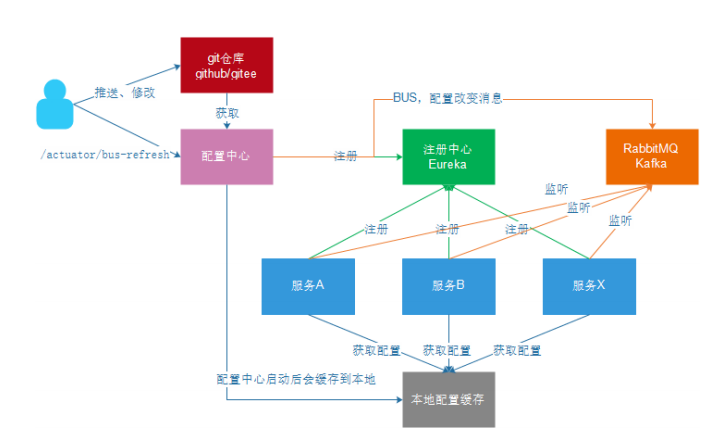 git仓库
github/gitee
推送、修改
获取
BUS，配置改变消息
/actuator/bus-refresh
配置中心
注册
注册中心
Eureka
RabbitMQ
Kafka
监听
监听
监听
注册
注册
注册
服务A
服务B
服务X
获取配置
获取配置
获取配置
配置中心启动后会缓存到本地
本地配置缓存